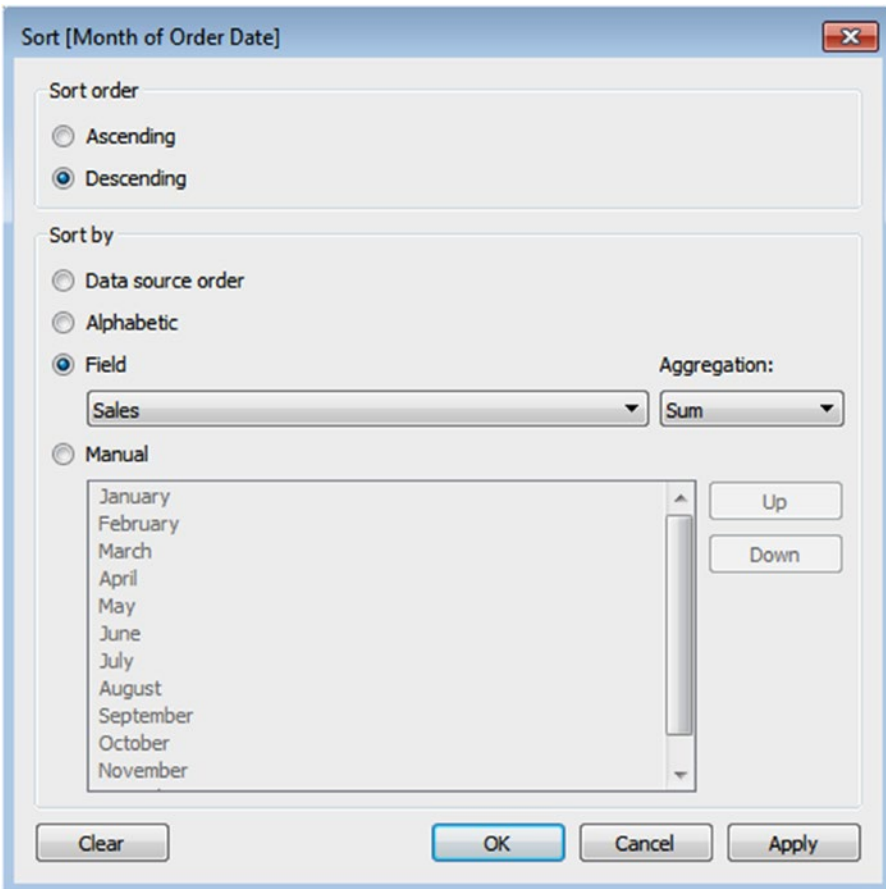 Sort [Month of Order Date]
Sort order
Ascending
Descending
Sort by
Data source order
Alphabetic
Field
Aggregation:
Sales
Sum
Manual
January
February
March
April
May
June
July
August
September
October
November
Up
Down
Clear
OK
Cancel
Apply